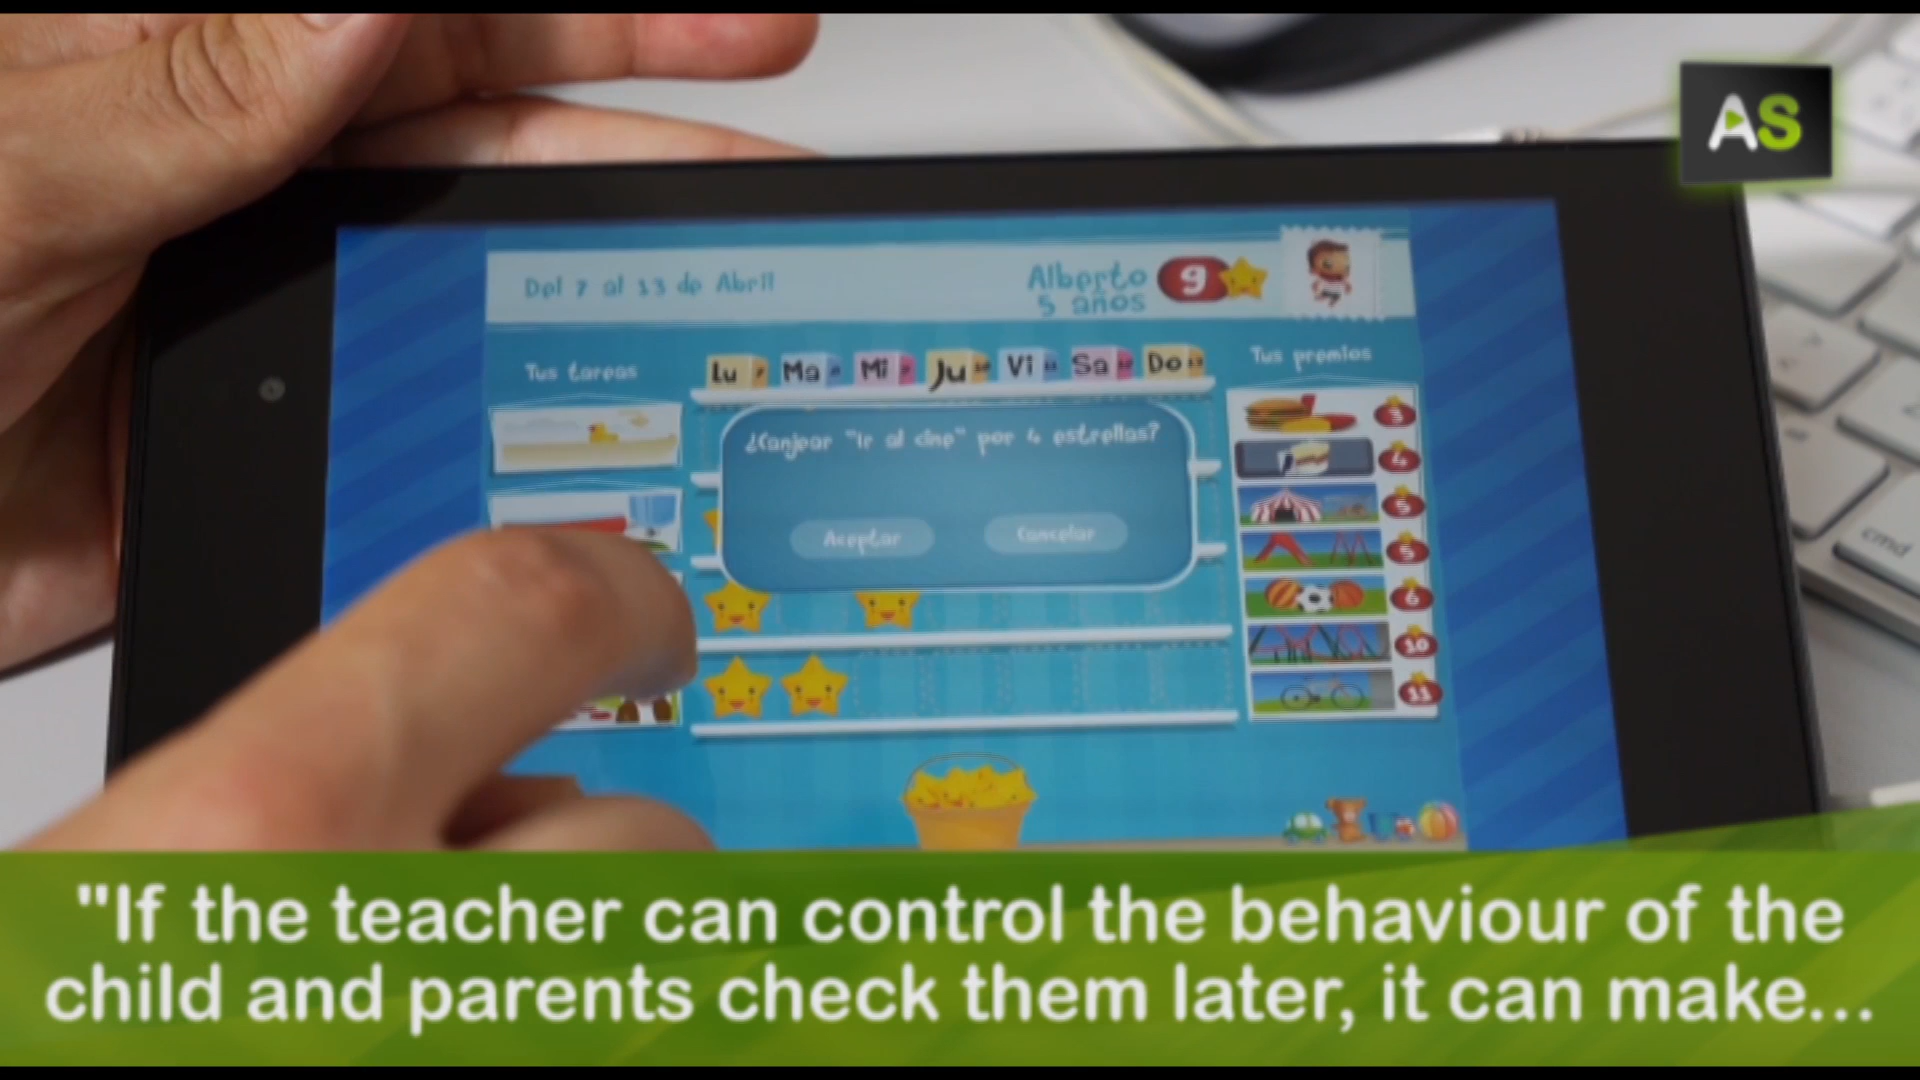 AS
Del 7 al 13 de Abril
Alberto 9
5 años
Tus tareas
Lu 7 Ma Mi Ju Vi Sa Do
Tus premios
¿Canjear "Ir al cine" por 4 estrellas?
Aceptar Cancelar
3
4
5
5
6
10
11
cmd
"If the teacher can control the behaviour of the
child and parents check them later, it can make...